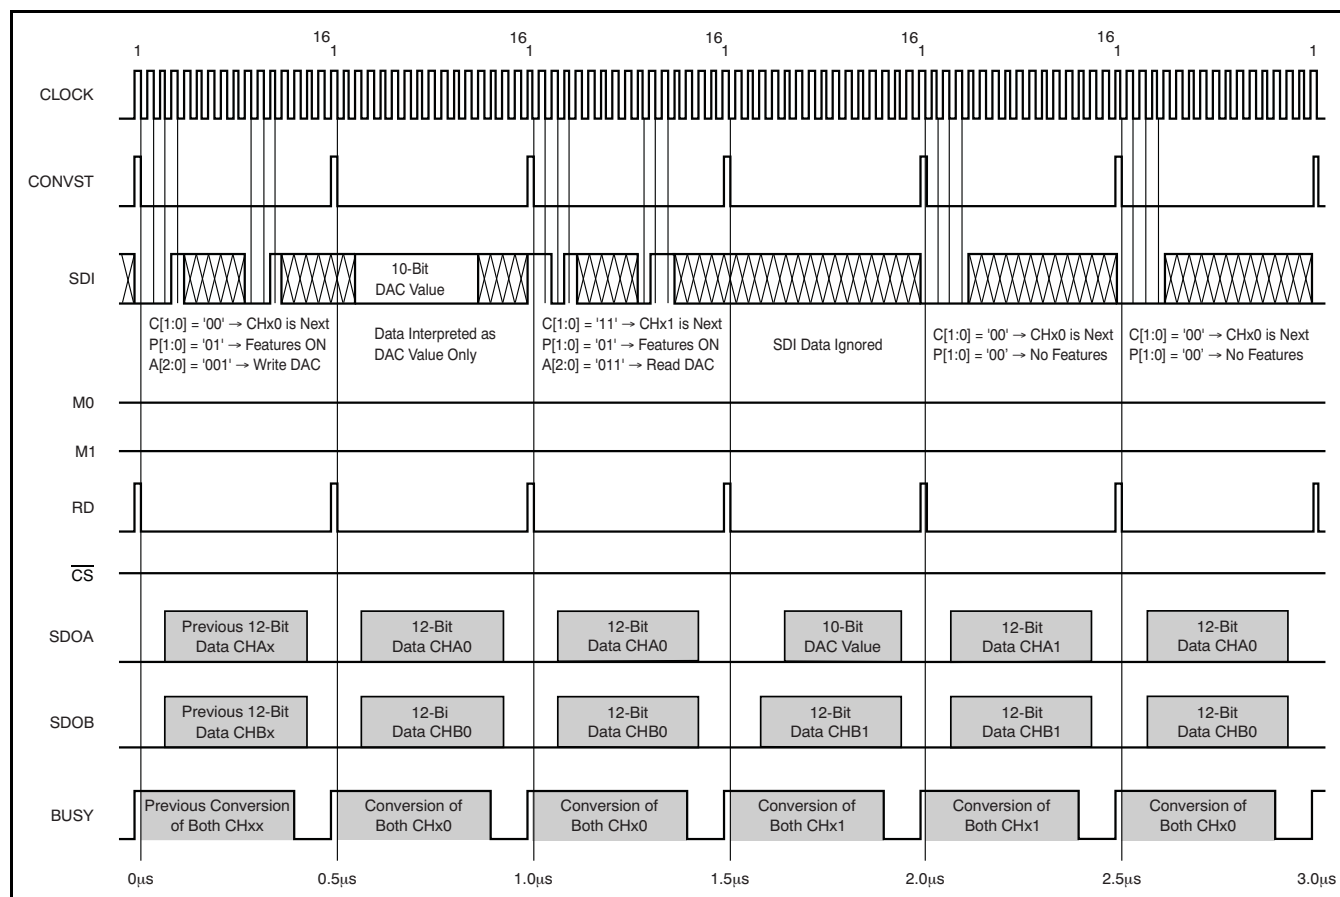 16 16 16 16 16
1 1 1 1 1 1 1
CLOCK
CONVST
SDI
10-Bit
DAC Value
C[1:0] = '00' → CHx0 is Next
P[1:0] = '01' → Features ON
A[2:0] = '001' → Write DAC
Data Interpreted as
DAC Value Only
C[1:0] = '11' → CHx1 is Next
P[1:0] = '01' → Features ON
A[2:0] = '011' → Read DAC
SDI Data Ignored
C[1:0] = '00' → CHx0 is Next
P[1:0] = '00' → No Features
C[1:0] = '00' → CHx0 is Next
P[1:0] = '00' → No Features
M0
M1
RD
CS
SDOA
Previous 12-Bit
Data CHAx
12-Bit
Data CHA0
12-Bit
Data CHA0
10-Bit
DAC Value
12-Bit
Data CHA1
12-Bit
Data CHA0
SDOB
Previous 12-Bit
Data CHBx
12-Bi
Data CHB0
12-Bit
Data CHB0
12-Bit
Data CHB1
12-Bit
Data CHB1
12-Bit
Data CHB0
BUSY
Previous Conversion
of Both CHxx
Conversion of
Both CHx0
Conversion of
Both CHx0
Conversion of
Both CHx1
Conversion of
Both CHx1
Conversion of
Both CHx0
0µs 0.5µs 1.0µs 1.5µs 2.0µs 2.5µs 3.0µs